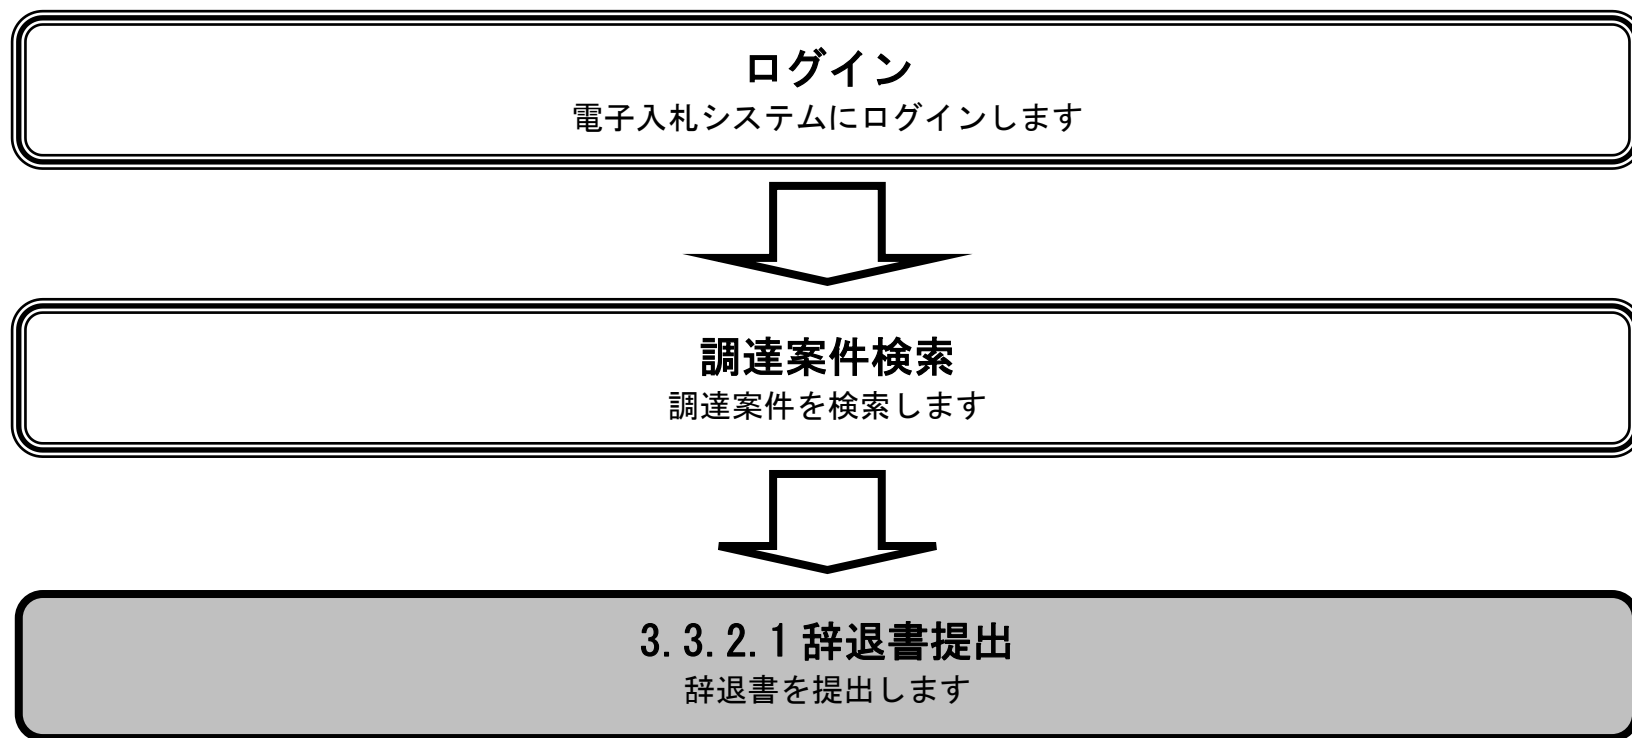 ログイン
電子入札システムにログインします
調達案件検索
調達案件を検索します
3.3.2.1 辞退書提出
辞退書を提出します